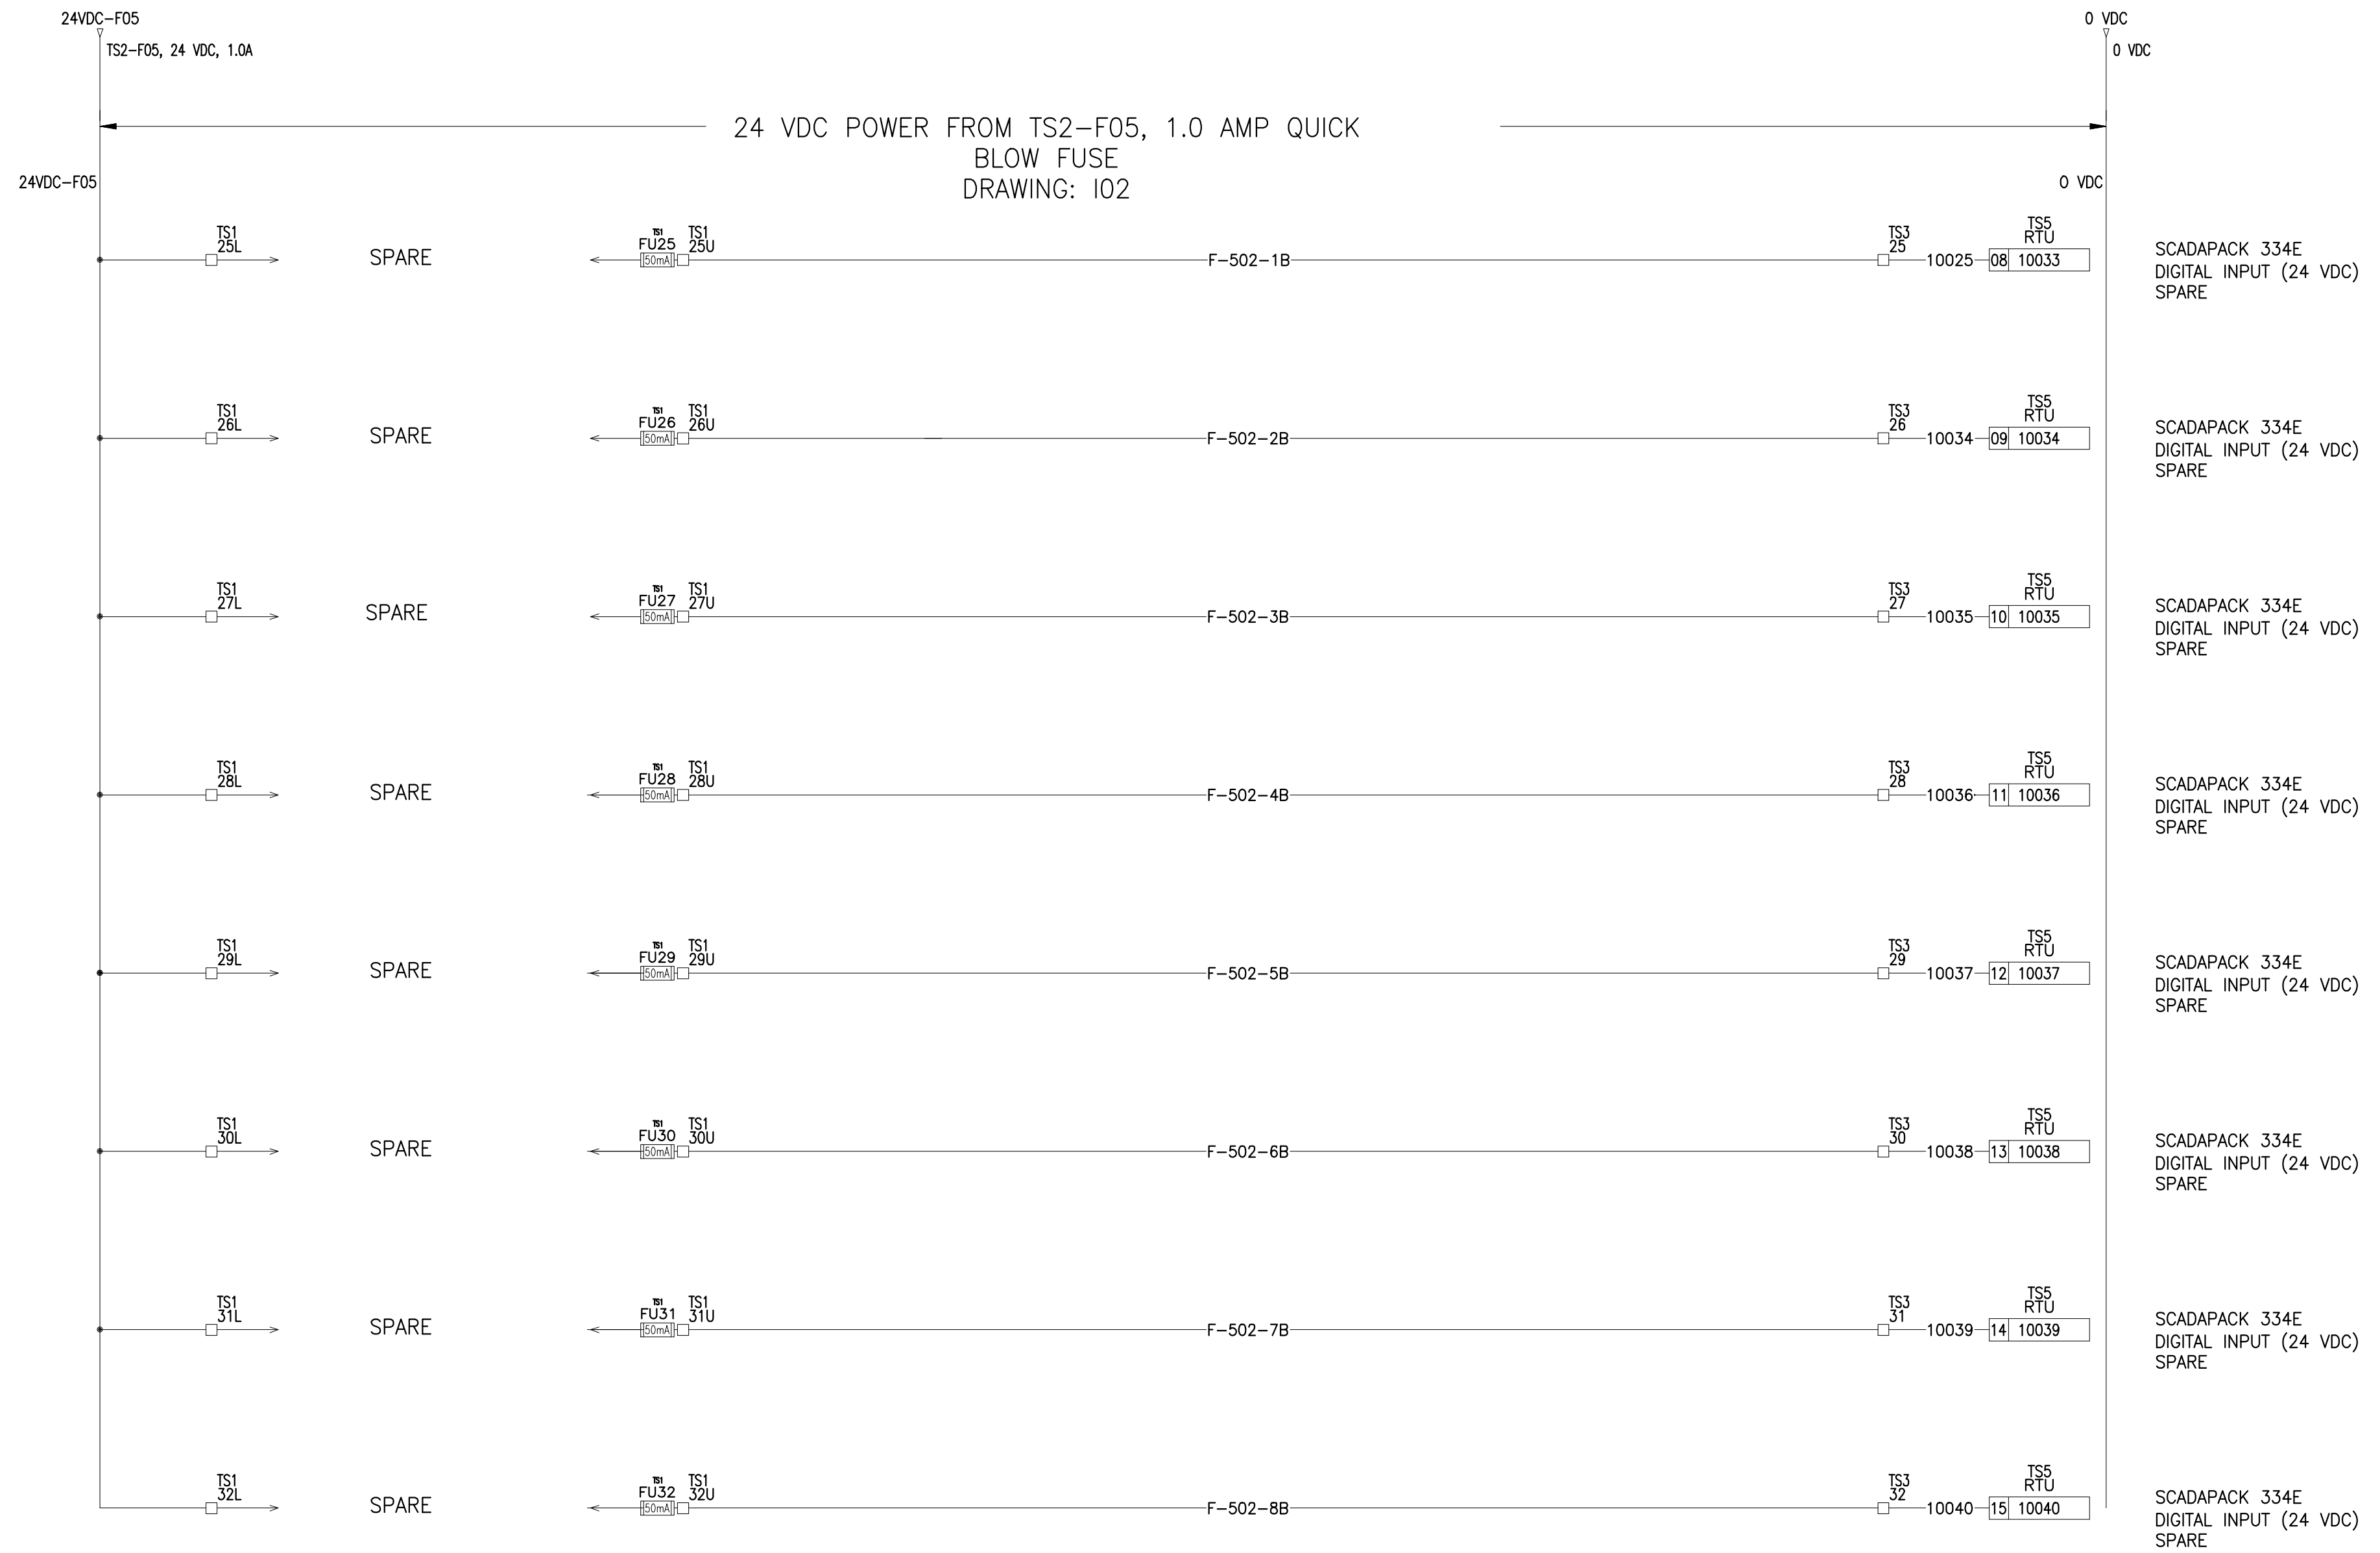 24VDC-F05
0 VDC
TS2-F05, 24 VDC, 1.0A
0 VDC
24 VDC POWER FROM TS2-F05, 1.0 AMP QUICK
BLOW FUSE
DRAWING: I02
24VDC-F05
0 VDC
TS1
25L
SPARE
TS1
FU25
50mA
TS1
25U
F-502-1B
TS3
25
10025
TS5
RTU
08 10033
SCADAPACK 334E
DIGITAL INPUT (24 VDC)
SPARE
TS1
26L
SPARE
TS1
FU26
50mA
TS1
26U
F-502-2B
TS3
26
10034
TS5
RTU
09 10034
SCADAPACK 334E
DIGITAL INPUT (24 VDC)
SPARE
TS1
27L
SPARE
TS1
FU27
50mA
TS1
27U
F-502-3B
TS3
27
10035
TS5
RTU
10 10035
SCADAPACK 334E
DIGITAL INPUT (24 VDC)
SPARE
TS1
28L
SPARE
TS1
FU28
50mA
TS1
28U
F-502-4B
TS3
28
10036
TS5
RTU
11 10036
SCADAPACK 334E
DIGITAL INPUT (24 VDC)
SPARE
TS1
29L
SPARE
TS1
FU29
50mA
TS1
29U
F-502-5B
TS3
29
10037
TS5
RTU
12 10037
SCADAPACK 334E
DIGITAL INPUT (24 VDC)
SPARE
TS1
30L
SPARE
TS1
FU30
50mA
TS1
30U
F-502-6B
TS3
30
10038
TS5
RTU
13 10038
SCADAPACK 334E
DIGITAL INPUT (24 VDC)
SPARE
TS1
31L
SPARE
TS1
FU31
50mA
TS1
31U
F-502-7B
TS3
31
10039
TS5
RTU
14 10039
SCADAPACK 334E
DIGITAL INPUT (24 VDC)
SPARE
TS1
32L
SPARE
TS1
FU32
50mA
TS1
32U
F-502-8B
TS3
32
10040
TS5
RTU
15 10040
SCADAPACK 334E
DIGITAL INPUT (24 VDC)
SPARE